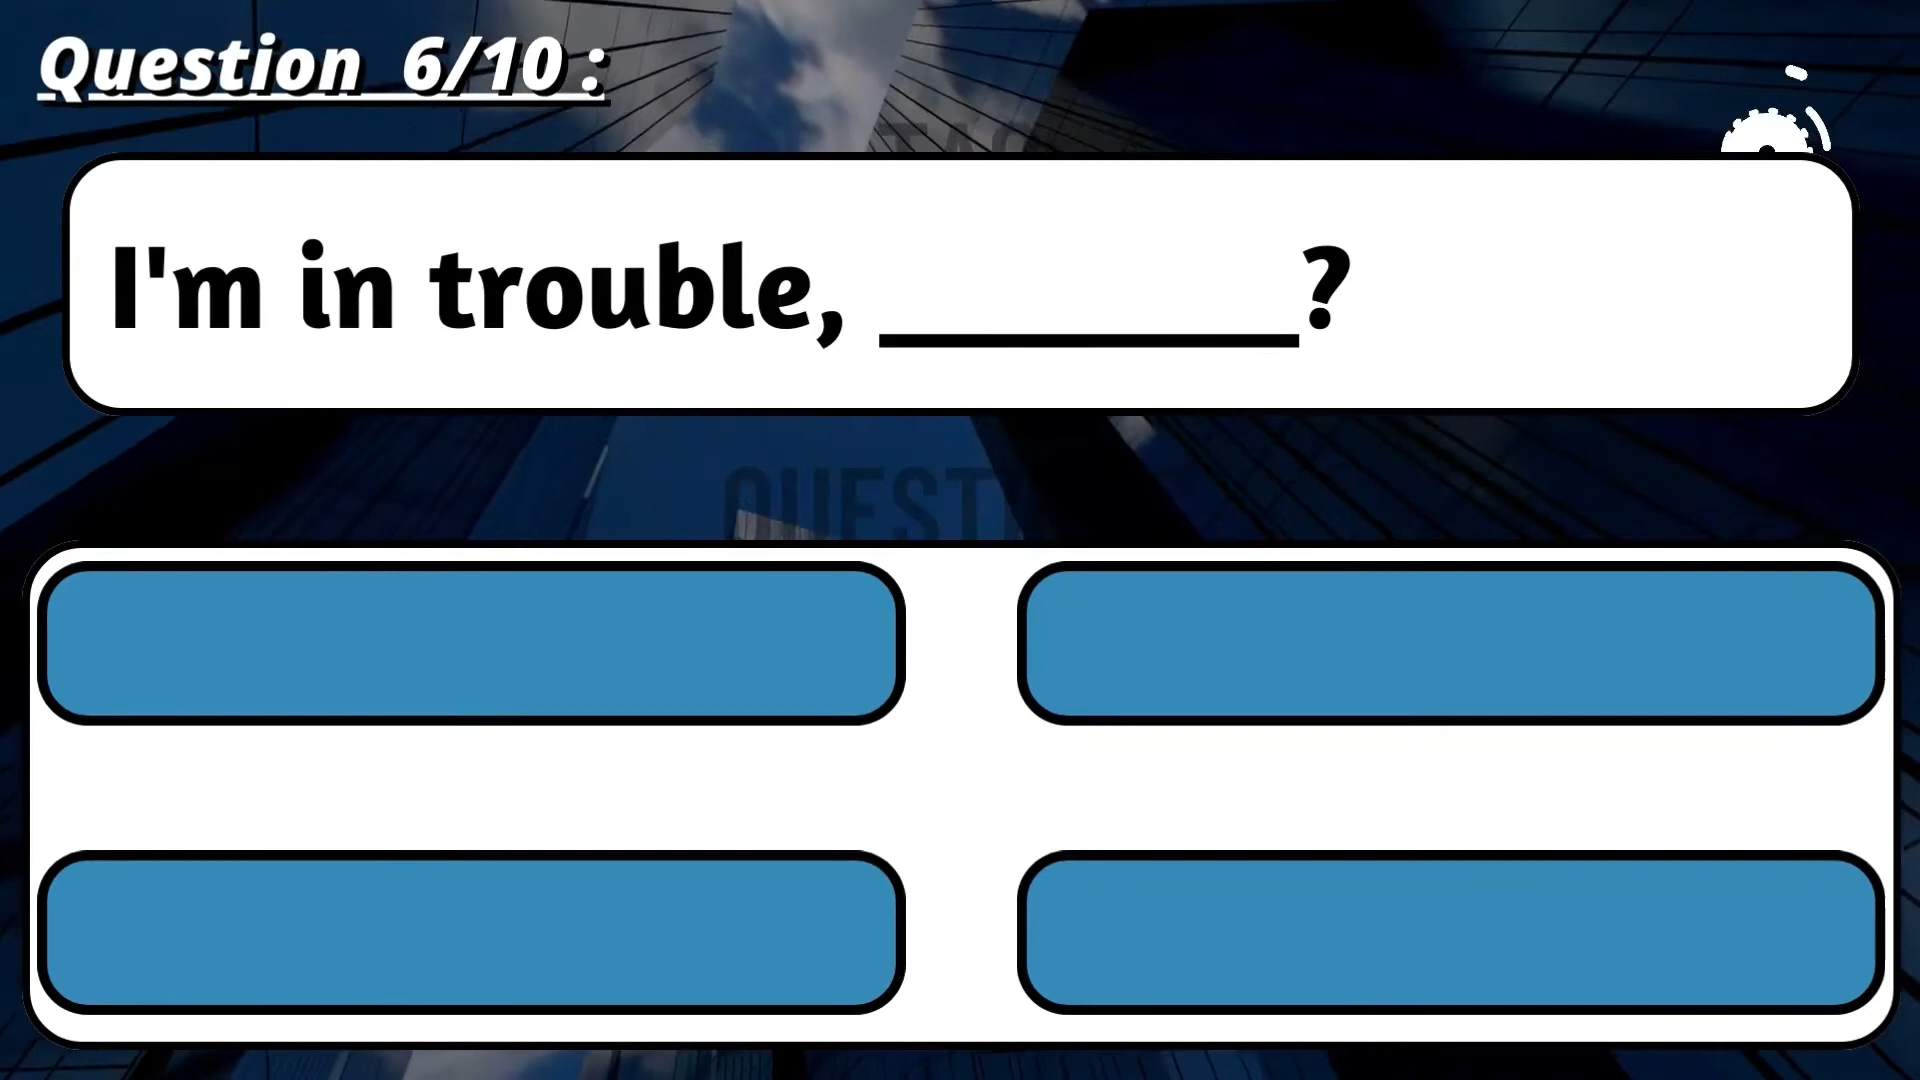 Question 6/10 :
I'm in trouble, ________?